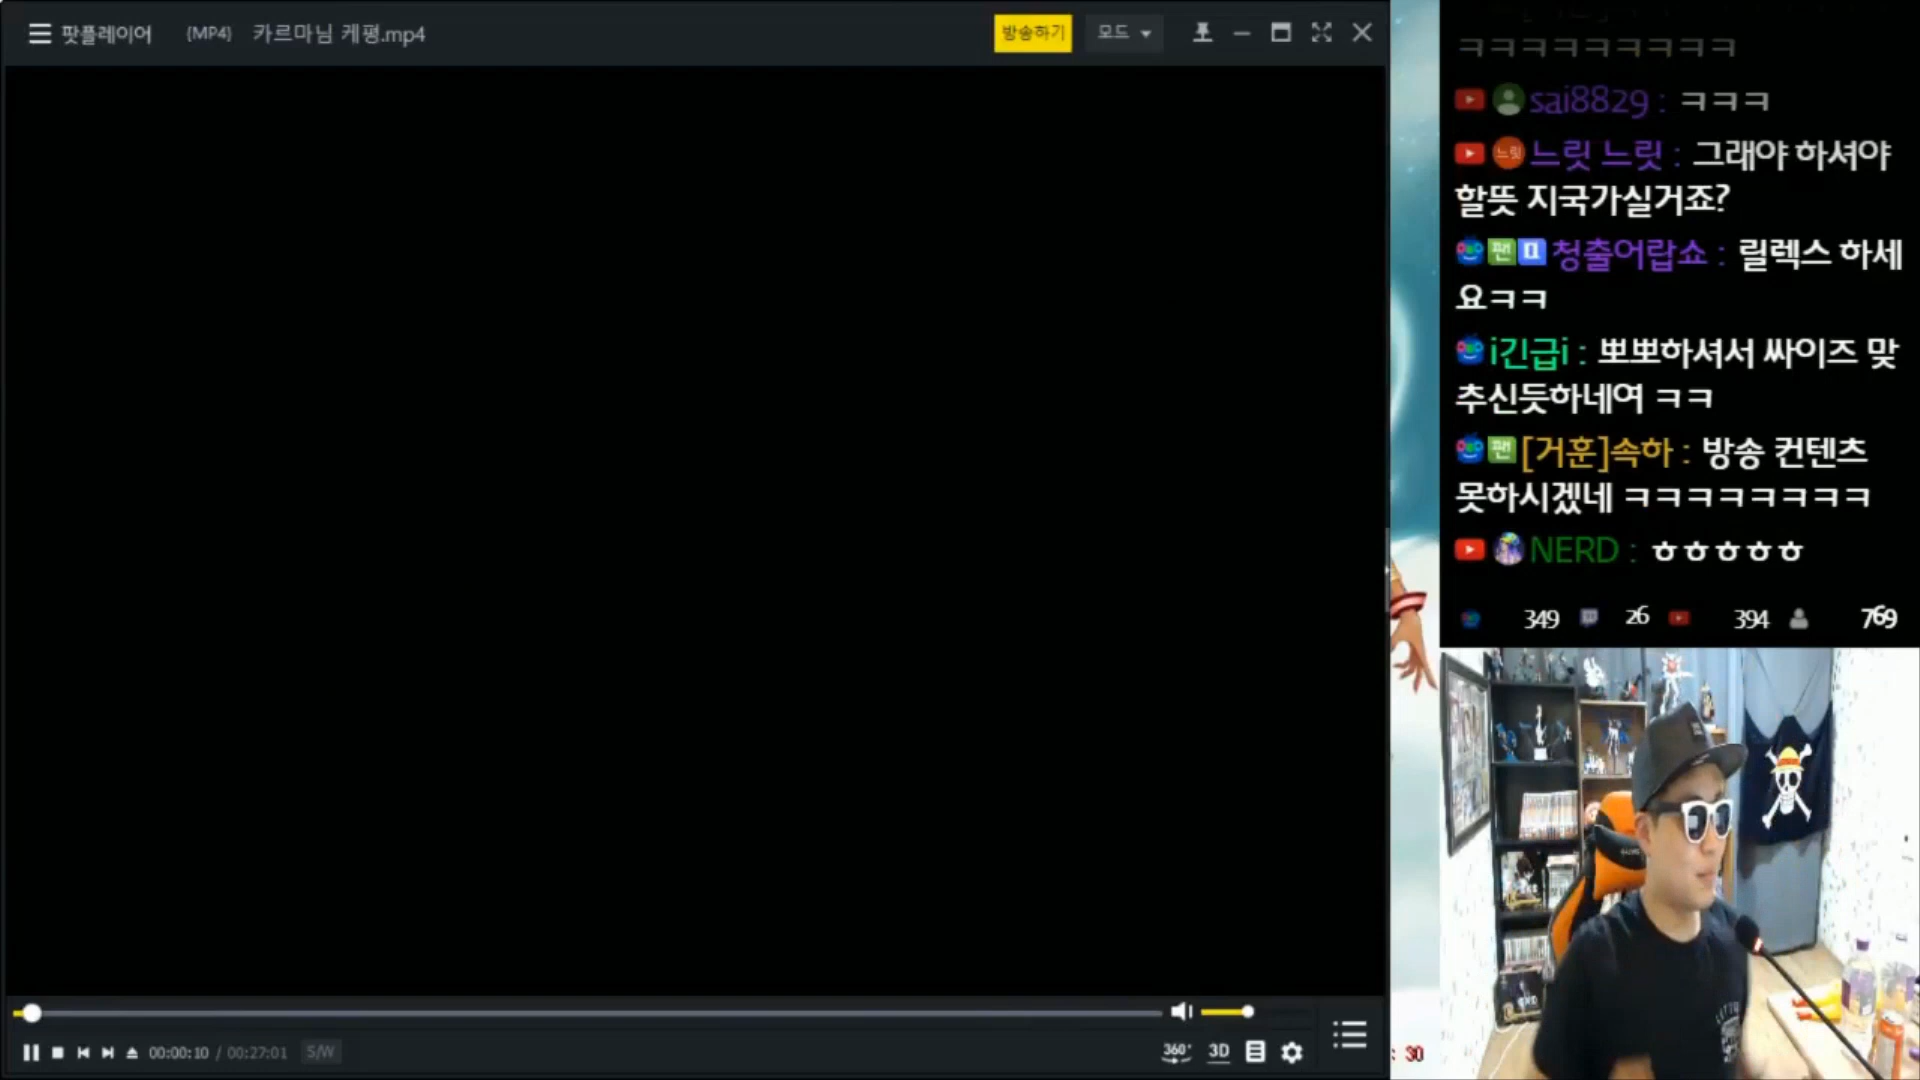 팟플레이어 (MP4) 카르마님 케평.mp4 방송하기 모드
ㅋㅋㅋㅋㅋㅋㅋㅋㅋ
sai8829 : ㅋㅋㅋ
느릿 느릿 느릿 : 그래야 하셔야
할뜻 지국가실거죠?
팬 청출어랍쇼 : 릴렉스 하세
요ㅋㅋ
i긴급i : 뽀뽀하셔서 싸이즈 맞
추신듯하네여 ㅋㅋ
팬 [거훈]속하 : 방송 컨텐츠
못하시겠네 ㅋㅋㅋㅋㅋㅋㅋㅋ
NERD : ㅎㅎㅎㅎㅎ
349 26 394 769
00:00:10 / 00:27:01 S/W 360° 3D
: 30